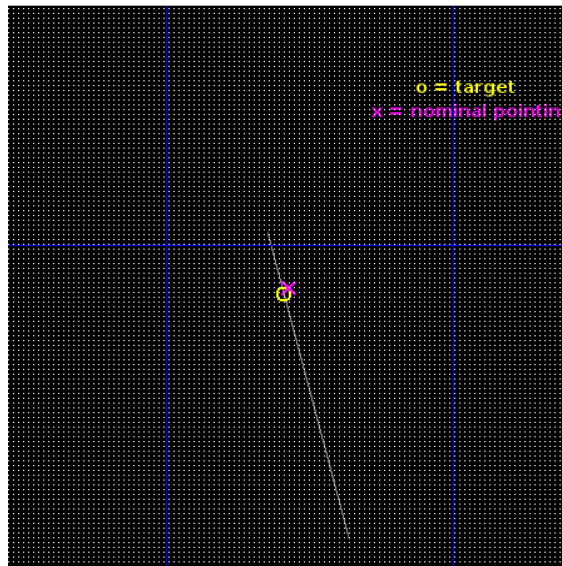 o = target
x = nominal pointin